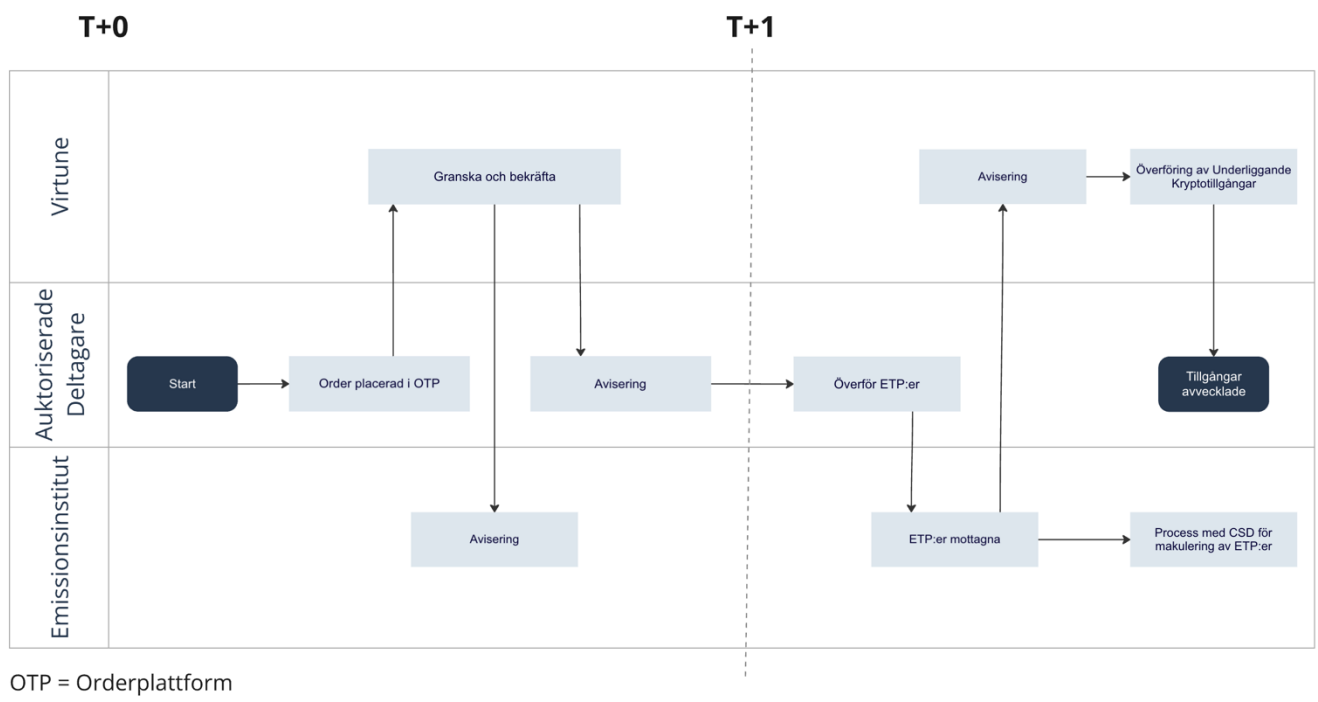 T+0
T+1
Virtune
Granska och bekräfta
Avisering
Överföring av Underliggande
Kryptotillgångar
Auktoriserade
Deltagare
Start
Order placerad i OTP
Avisering
Överför ETP:er
Tillgångar
avvecklade
Emissionsinstitut
Avisering
ETP:er mottagna
Process med CSD för
makulering av ETP:er
OTP = Orderplattform